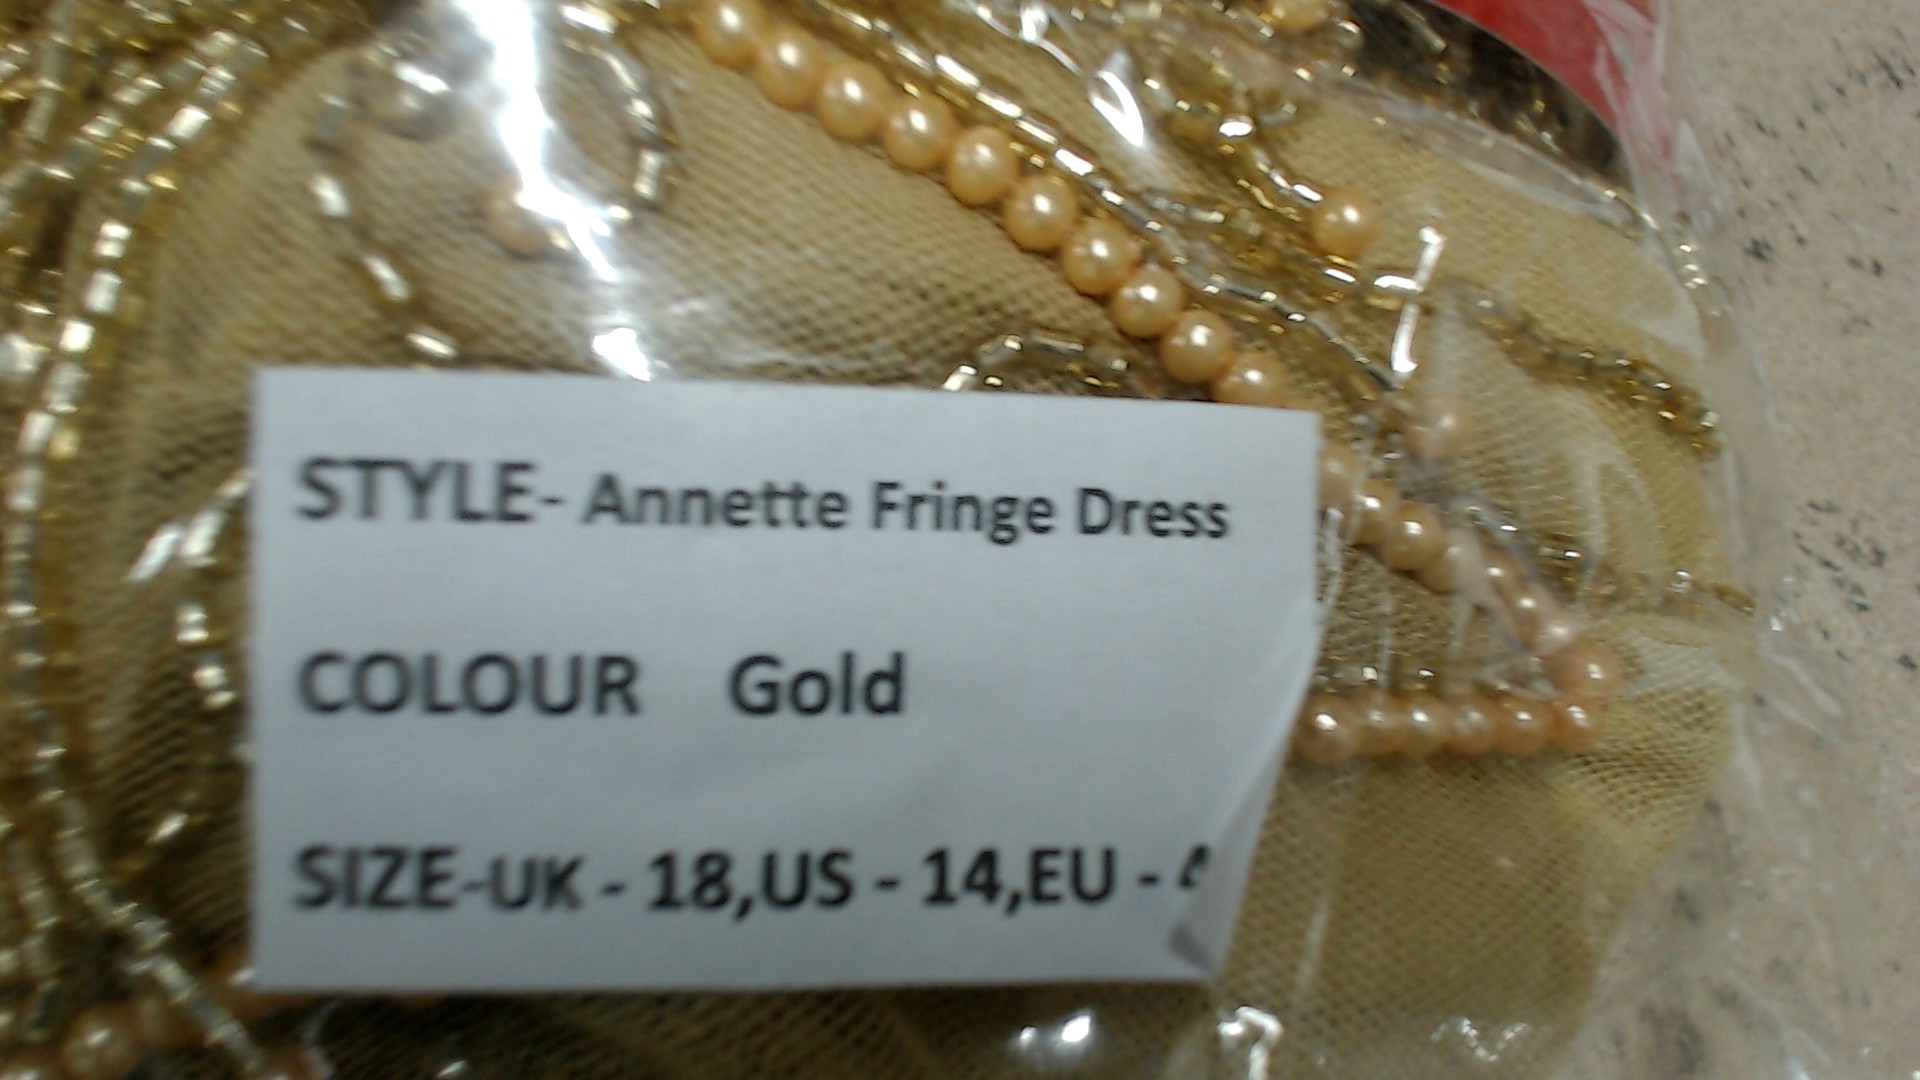 STYLE- Annette Fringe Dress
COLOUR Gold
SIZE-UK - 18,US - 14,EU -